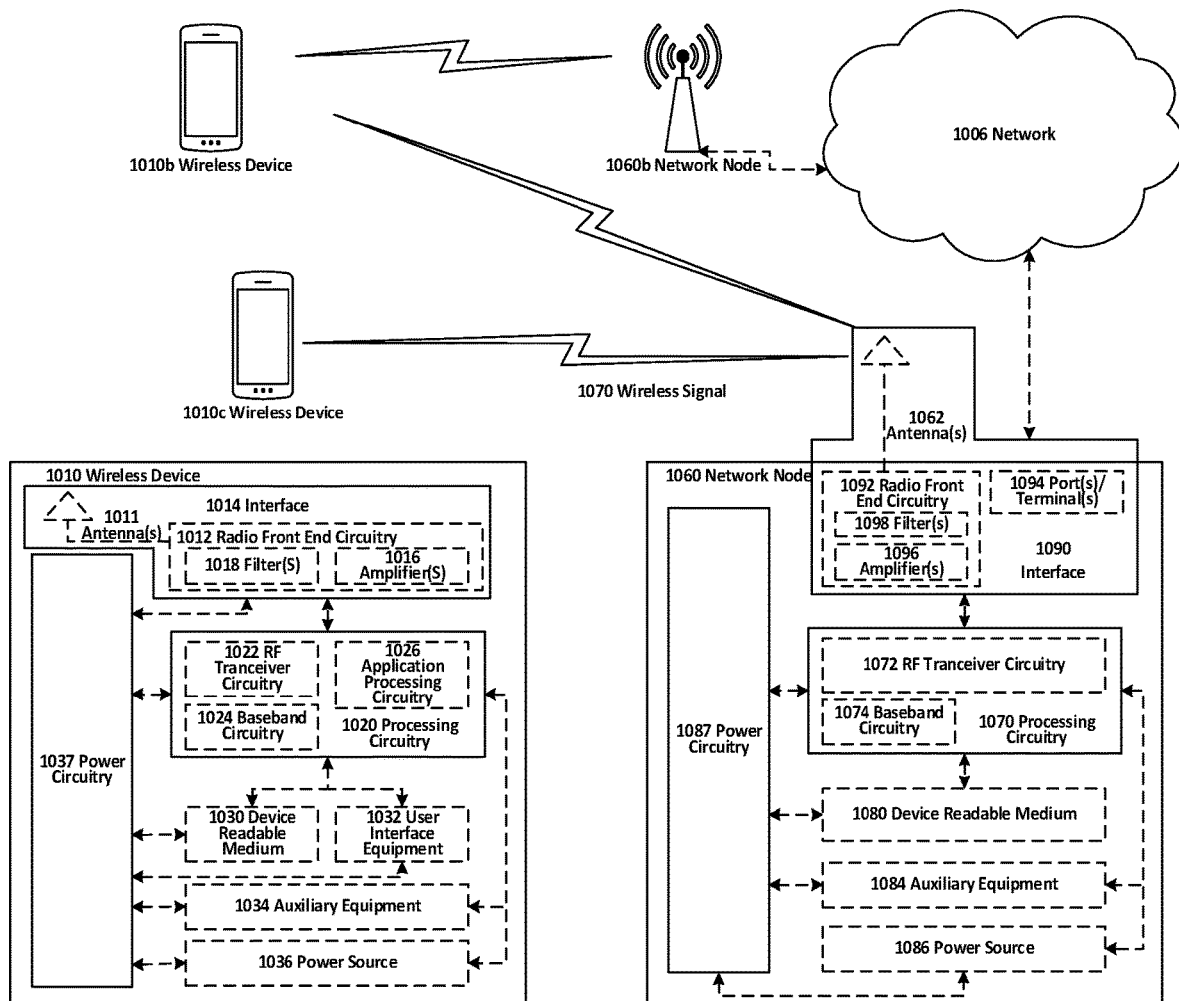 1010b Wireless Device
1060b Network Node
1006 Network
1010c Wireless Device
1070 Wireless Signal
1062
Antenna(s)
1010 Wireless Device
1014 Interface
1011
Antenna(s)
1012 Radio Front End Circuitry
1018 Filter(S)
1016
Amplifier(S)
1022 RF
Tranceiver
Circuitry
1026
Application
Processing
Circuitry
1024 Baseband
Circuitry
1020 Processing
Circuitry
1037 Power
Circuitry
1030 Device
Readable
Medium
1032 User
Interface
Equipment
1034 Auxiliary Equipment
1036 Power Source
1060 Network Node
1092 Radio Front
End Circuitry
1098 Filter(s)
1096
Amplifier(s)
1094 Port(s)/
Terminal(s)
1090
Interface
1072 RF Tranceiver Circuitry
1074 Baseband
Circuitry
1070 Processing
Circuitry
1087 Power
Circuitry
1080 Device Readable Medium
1084 Auxiliary Equipment
1086 Power Source